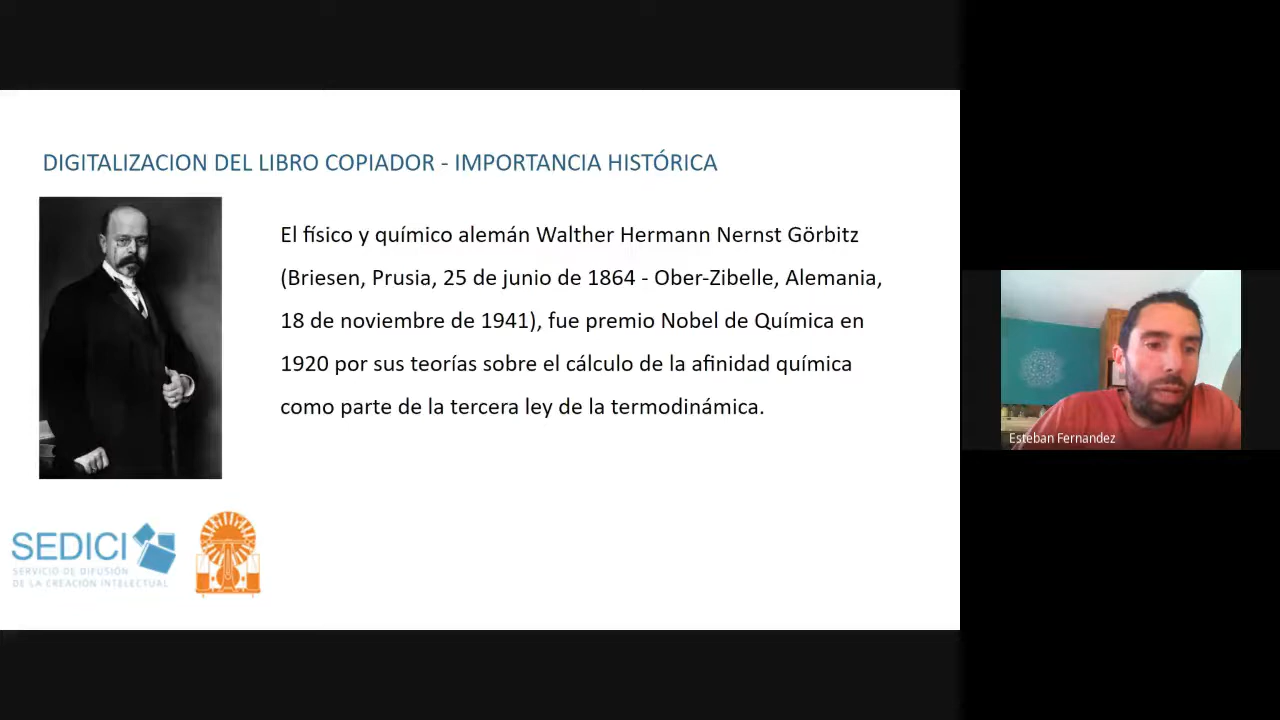 DIGITALIZACION DEL LIBRO COPIADOR - IMPORTANCIA HISTÓRICA
El físico y químico alemán Walther Hermann Nernst Görbitz
(Briesen, Prusia, 25 de junio de 1864 - Ober-Zibelle, Alemania,
18 de noviembre de 1941), fue premio Nobel de Química en
1920 por sus teorías sobre el cálculo de la afinidad química
como parte de la tercera ley de la termodinámica.
SEDICI
SERVICIO DE DIFUSIÓN
DE LA CREACIÓN INTELECTUAL
Esteban Fernandez